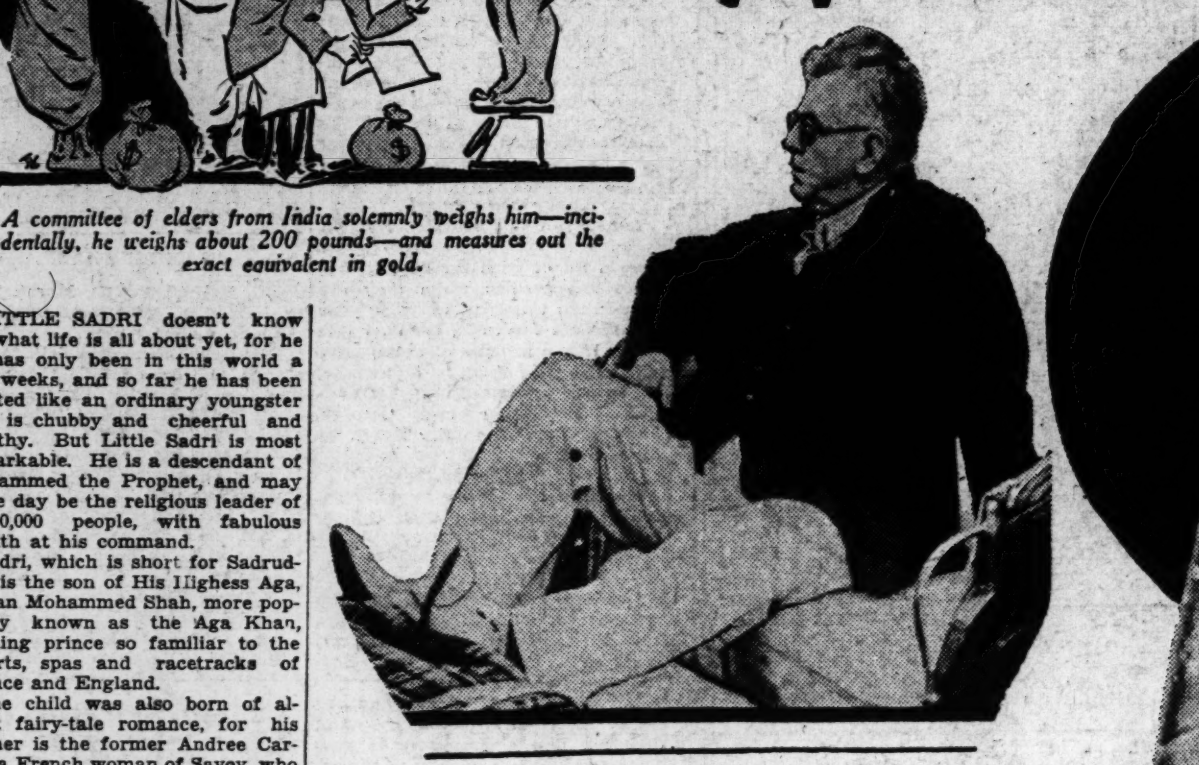 A committee of elders from India solemnly weighs him—inci-
dentally, he weighs about 200 pounds—and measures out the
exact equivalent in gold.
ITTLE SADRI doesn't know
what life is all about yet, for he
has only been in this world a
weeks, and so far he has been
ted like an ordinary youngster
is chubby and cheerful and
thy. But Little Sadri is most
arkable. He is a descendant of
ammed the Prophet, and may
e day be the religious leader of
0,000 people, with fabulous
th at his command.
dri, which is short for Sadrud-
is the son of His Highess Aga,
an Mohammed Shah, more pop-
y known as the Aga Khan,
ing prince so familiar to the
rts, spas and racetracks of
ce and England.
e child was also born of al-
t fairy-tale romance, for his
her is the former Andree Car-
a French woman of Savoy, who